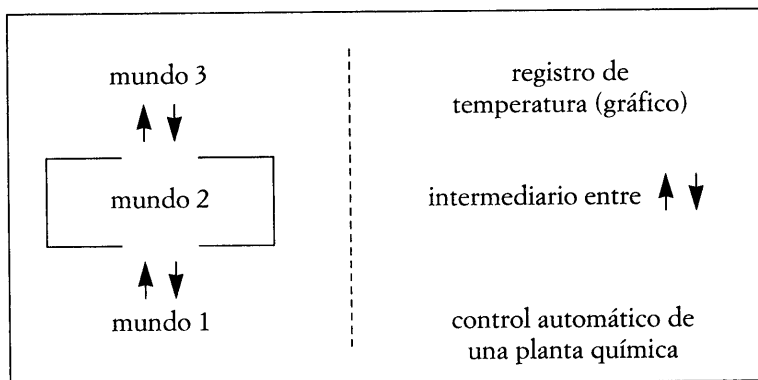 mundo 3
registro de
temperatura (gráfico)
mundo 2
intermediario entre
mundo 1
control automático de
una planta química